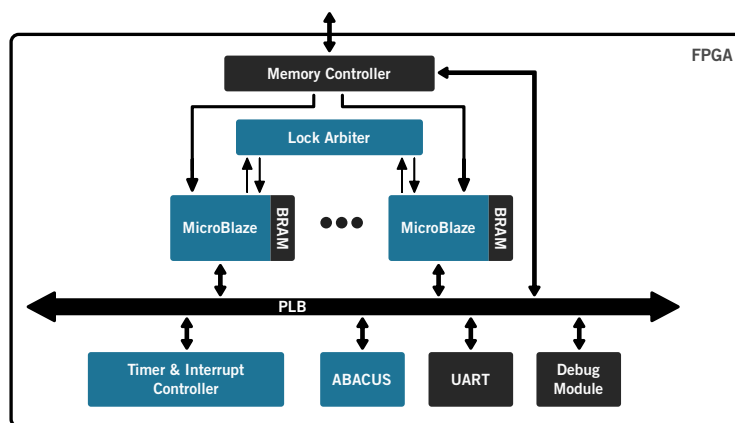 FPGA
Memory Controller
Lock Arbiter
MicroBlaze
BRAM
MicroBlaze
BRAM
PLB
Timer & Interrupt
Controller
ABACUS
UART
Debug
Module